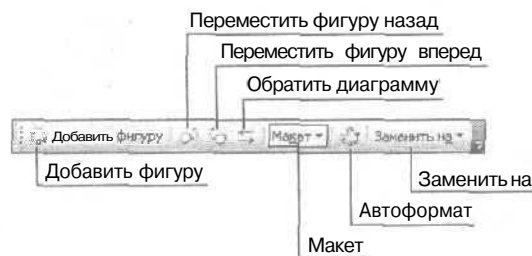 Переместить фигуру назад
Переместить фигуру вперед
Обратить диаграмму
Добавить фигуру Макет Заменить на
Добавить фигуру
Заменить на
Автоформат
Макет